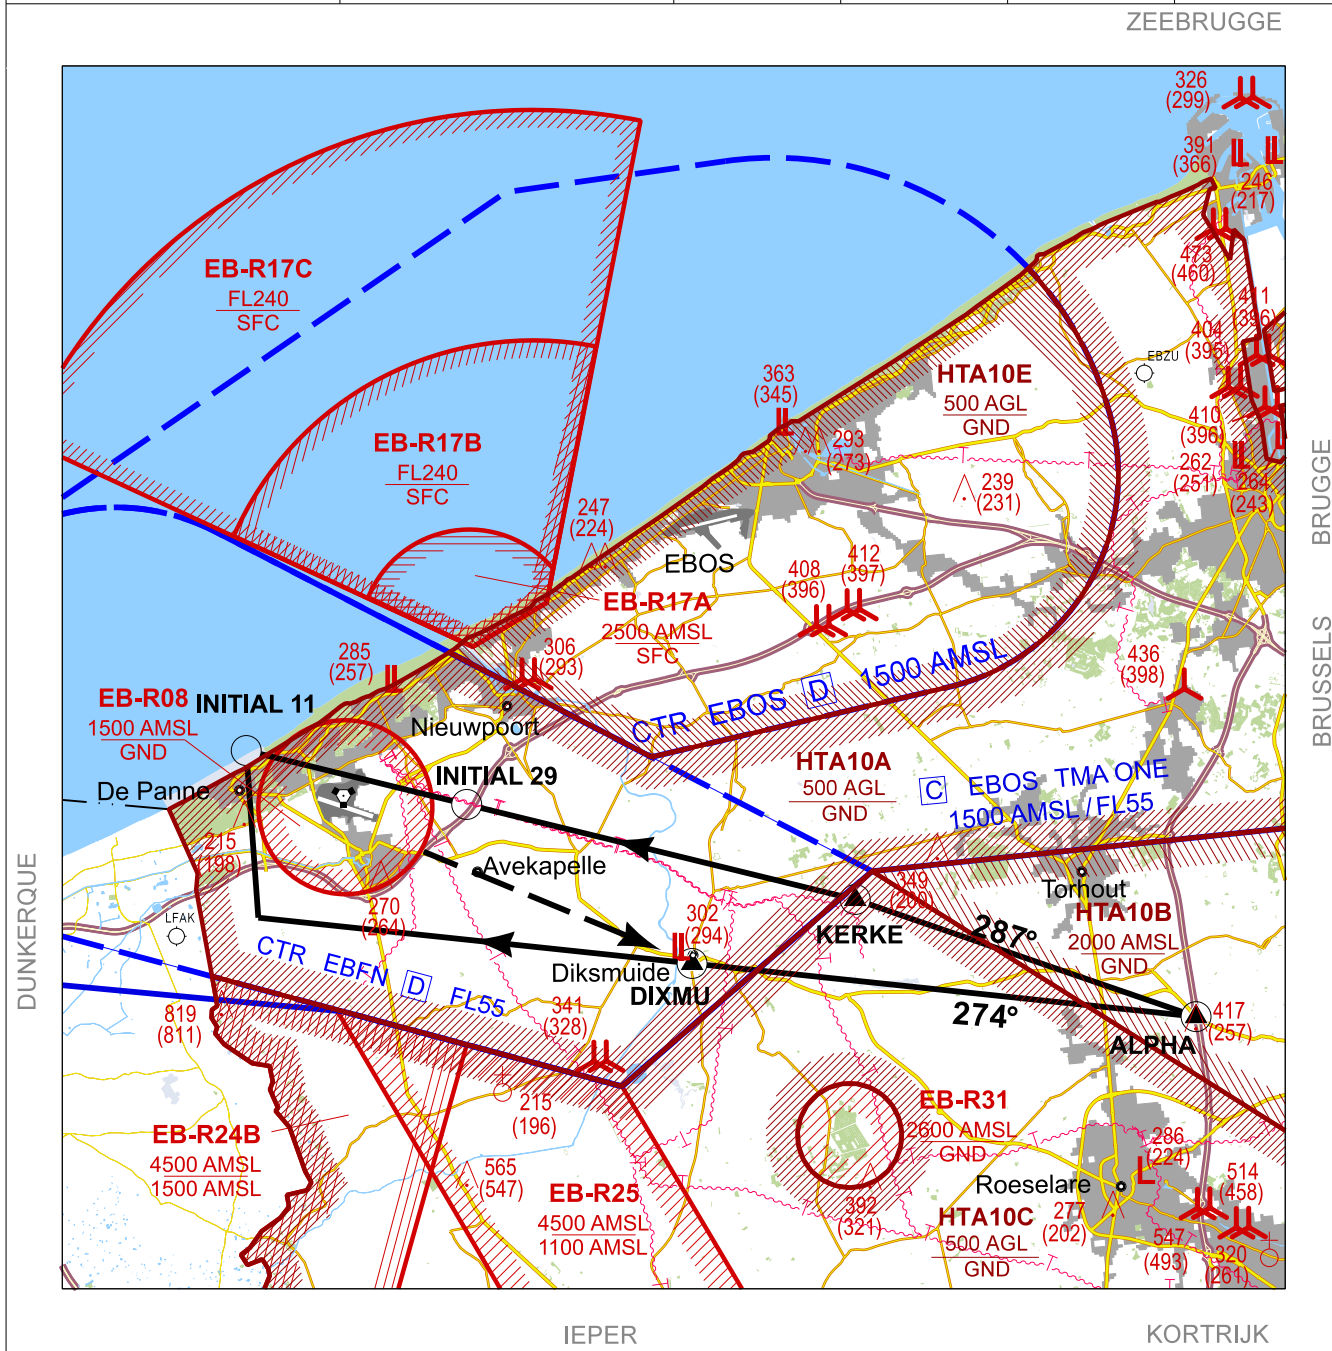 ZEEBRUGGE
326
(299)
391
(366)
246
(217)
473
(460)
EB-R17C
FL240
SFC
411
(396)
404
(395)
EBZU
363
(345)
HTA10E
500 AGL
GND
410
(396)
EB-R17B
FL240
SFC
293
(273)
262
(251)
264
(243)
239
(231)
BRUGGE
247
(224)
EBOS
408
(396)
412
(397)
EB-R17A
2500 AMSL
SFC
306
(293)
285
(257)
436
(398)
BRUSSELS
CTR EBOS D 1500 AMSL
EB-R08
1500 AMSL
GND
INITIAL 11
Nieuwpoort
INITIAL 29
HTA10A
500 AGL
GND
C EBOS TMA ONE
1500 AMSL / FL55
De Panne
215
(198)
DUNKERQUE
Avekapelle
349
Torhout
LFAK
270
(264)
302
(294)
KERKE
287°
HTA10B
2000 AMSL
GND
CTR EBFN D FL55
Diksmuide
DIXMU
274°
819
(811)
341
(328)
417
(257)
ALPHA
215
(196)
EB-R31
2600 AMSL
GND
EB-R24B
4500 AMSL
1500 AMSL
565
(547)
EB-R25
4500 AMSL
1100 AMSL
286
(224)
Roeselare
277
(202)
514
(458)
392
(321)
HTA10C
500 AGL
GND
547
(493)
320
(261)
IEPER
KORTRIJK